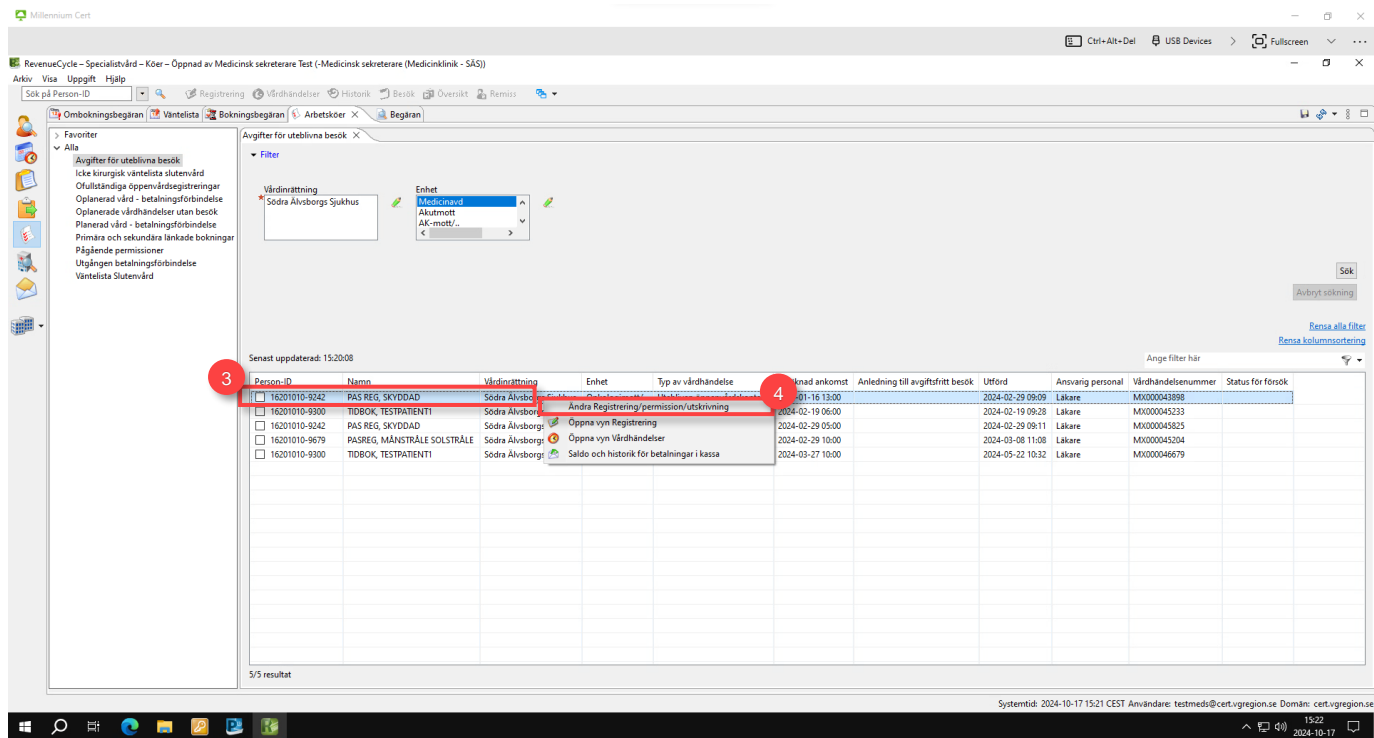 Millennium Cert
Ctrl+Alt+Del USB Devices Fullscreen
RevenueCycle – Specialistvård – Köer – Öppnad av Medicinsk sekreterare Test (-Medicinsk sekreterare (Medicinklinik - SÄS))
Arkiv Visa Uppgift Hjälp
Sök på Person-ID Registrering Vårdhändelser Historik Besök Översikt Remiss
Ombokningsbegäran Väntelista Bokningsbegäran Arbetsköer Begäran
Favoriter
Alla
Avgifter för uteblivna besök
Icke kirurgisk väntelista slutenvård
Ofullständiga öppenvårdsegistreringar
Oplanerad vård - betalningsförbindelse
Oplanerade vårdhändelser utan besök
Planerad vård - betalningsförbindelse
Primära och sekundära länkade bokningar
Pågående permissioner
Utgången betalningsförbindelse
Väntelista Slutenvård
Avgifter för uteblivna besök
Filter
Vårdinrättning Enhet
* Södra Älvsborgs Sjukhus
Medicinavd
Akutmott
AK-mott/..
Sök
Avbryt sökning
Rensa alla filter
Rensa kolumnsortering
Senast uppdaterad: 15:20:08 Ange filter här
3
4
Person-ID Namn Vårdinrättning Enhet Typ av vårdhändelse knad ankomst Anledning till avgiftsfritt besök Utförd Ansvarig personal Vårdhändelsenummer Status för försök
16201010-9242 PAS REG, SKYDDAD Södra Älvsborgs Sjukhus -01-16 13:00 2024-02-29 09:09 Läkare MX000043898
16201010-9300 TIDBOK, TESTPATIENT1 Södra Älvsborgs 2024-02-19 06:00 2024-02-19 09:28 Läkare MX000045233
16201010-9242 PAS REG, SKYDDAD Södra Älvsborgs 2024-02-29 05:00 2024-02-29 09:11 Läkare MX000045825
16201010-9679 PASREG, MÅNSTRÅLE SOLSTRÅLE Södra Älvsborgs 2024-02-29 10:00 2024-03-08 11:08 Läkare MX000045204
16201010-9300 TIDBOK, TESTPATIENT1 Södra Älvsborgs 2024-03-27 10:00 2024-05-22 10:32 Läkare MX000046679
Ändra Registrering/permission/utskrivning
Öppna vyn Registrering
Öppna vyn Vårdhändelser
Saldo och historik för betalningar i kassa
5/5 resultat
Systemtid: 2024-10-17 15:21 CEST Användare: testmeds@cert.vgregion.se Domän: cert.vgregion.se
15:22
2024-10-17